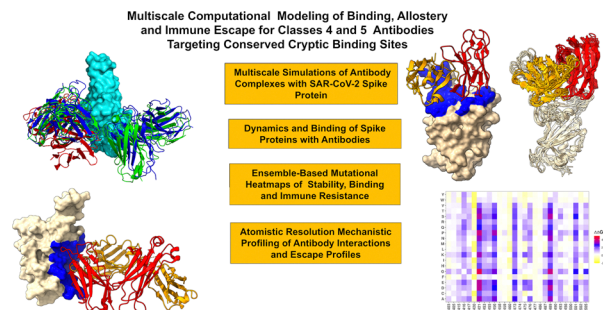 Multiscale Computational Modeling of Binding, Allostery
and Immune Escape for Classes 4 and 5 Antibodies
Targeting Conserved Cryptic Binding Sites
Multiscale Simulations of Antibody
Complexes with SAR-CoV-2 Spike
Protein
Dynamics and Binding of Spike
Proteins with Antibodies
Ensemble-Based Mutational
Heatmaps of Stability, Binding
and Immune Resistance
Atomistic Resolution Mechanistic
Profiling of Antibody Interactions
and Escape Profiles